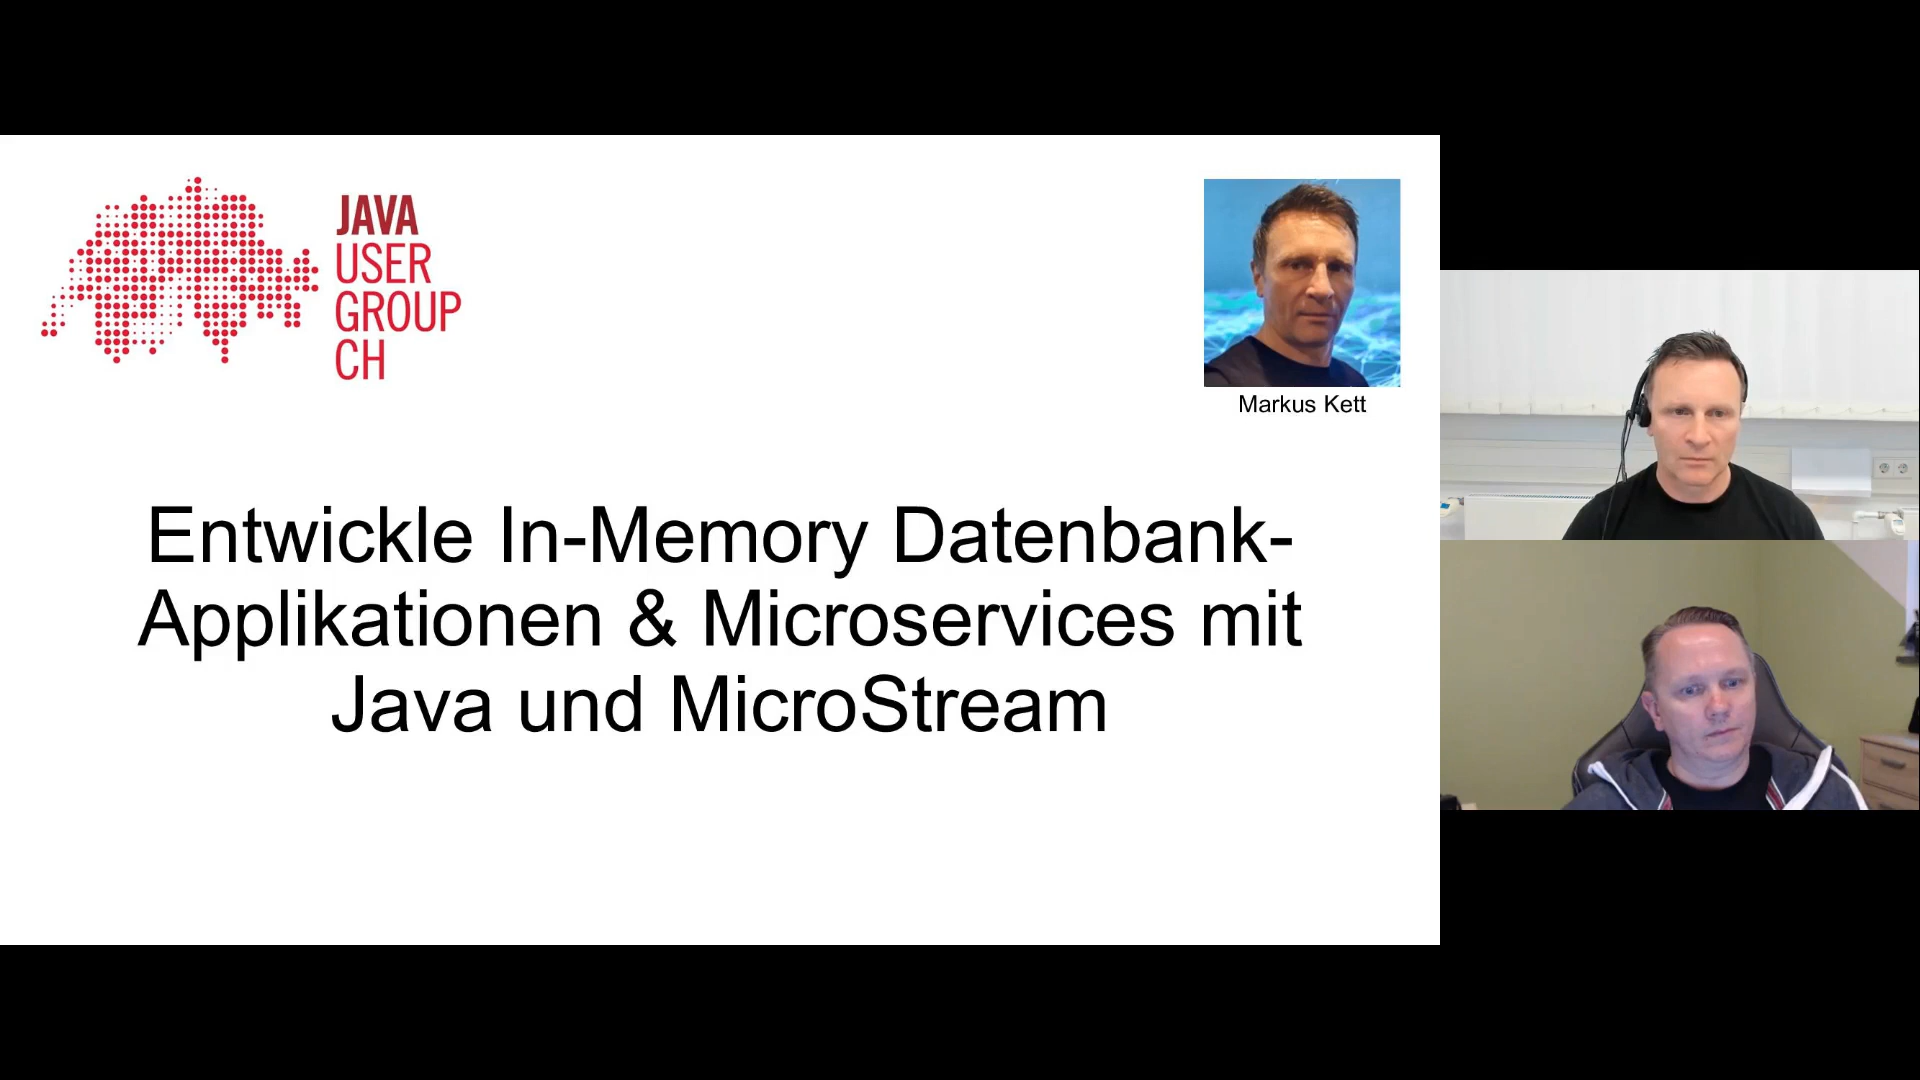 JAVA
USER
GROUP
CH
Markus Kett
Entwickle In-Memory Datenbank-
Applikationen & Microservices mit
Java und MicroStream